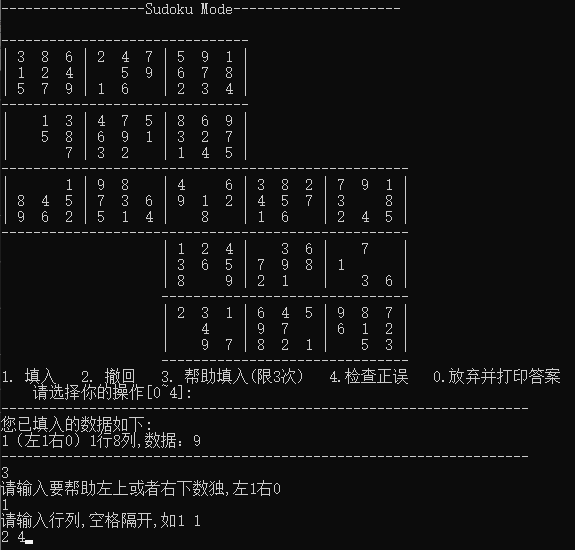 ------------------Sudoku Mode---------------------
-------------------------------
| 3 8 6 | 2 4 7 | 5 9 1 |
| 1 2 4 |   5 9 | 6 7 8 |
| 5 7 9 | 1 6   | 2 3 4 |
-------------------------------
|   1 3 | 4 7 5 | 8 6 9 |
|   5 8 | 6 9 1 | 3 2 7 |
|     7 | 3 2   | 1 4 5 |
---------------------------------------------------
|     1 | 9 8   | 4   6 | 3 8 2 | 7 9 1 |
| 8 4 5 | 7 3 6 | 9 1 2 | 4 5 7 | 3   8 |
| 9 6 2 | 5 1 4 |   8   | 1 6   | 2 4 5 |
---------------------------------------------------
| 1 2 4 |   3 6 |   7   |
| 3 6 5 | 7 9 8 | 1     |
| 8   9 | 2 1   |   3 6 |
-------------------------------
| 2 3 1 | 6 4 5 | 9 8 7 |
|   4   | 9 7   | 6 1 2 |
|   9 7 | 8 2 1 |   5 3 |
-------------------------------
1. 填入 2. 撤回 3. 帮助填入(限3次) 4.检查正误 0.放弃并打印答案
请选择你的操作[0~4]:
------------------------------------------------------------------
您已填入的数据如下:
1 (左1右0) 1行8列,数据: 9
------------------------------------------------------------------
3
请输入要帮助左上或者右下数独,左1右0
1
请输入行列,空格隔开,如1 1
2 4